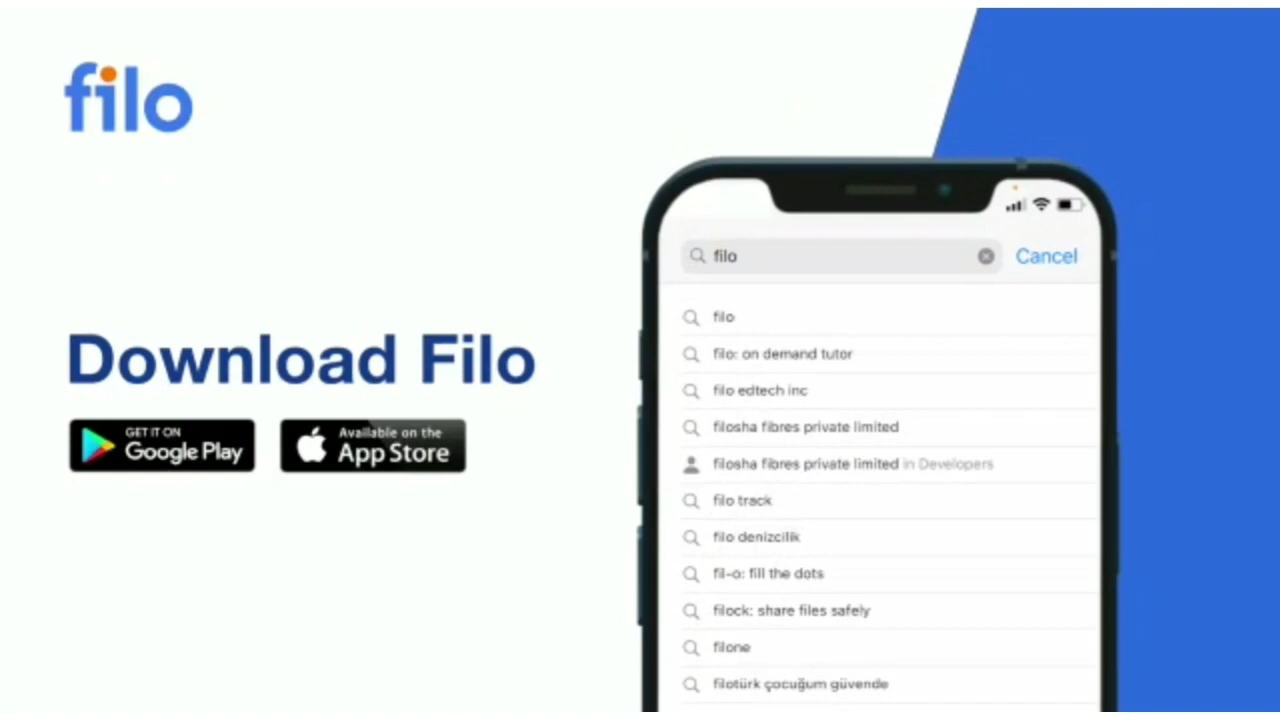 filo
Download Filo
GET IT ON
Google Play
Available on the
App Store
filo
Cancel
filo
filo: on demand tutor
filo edtech inc
filosha fibres private limited
filosha fibres private limited in Developers
filo track
filo denizcilik
fil-o: fill the dots
filock: share files safely
filone
filotürk çocuğum güvende